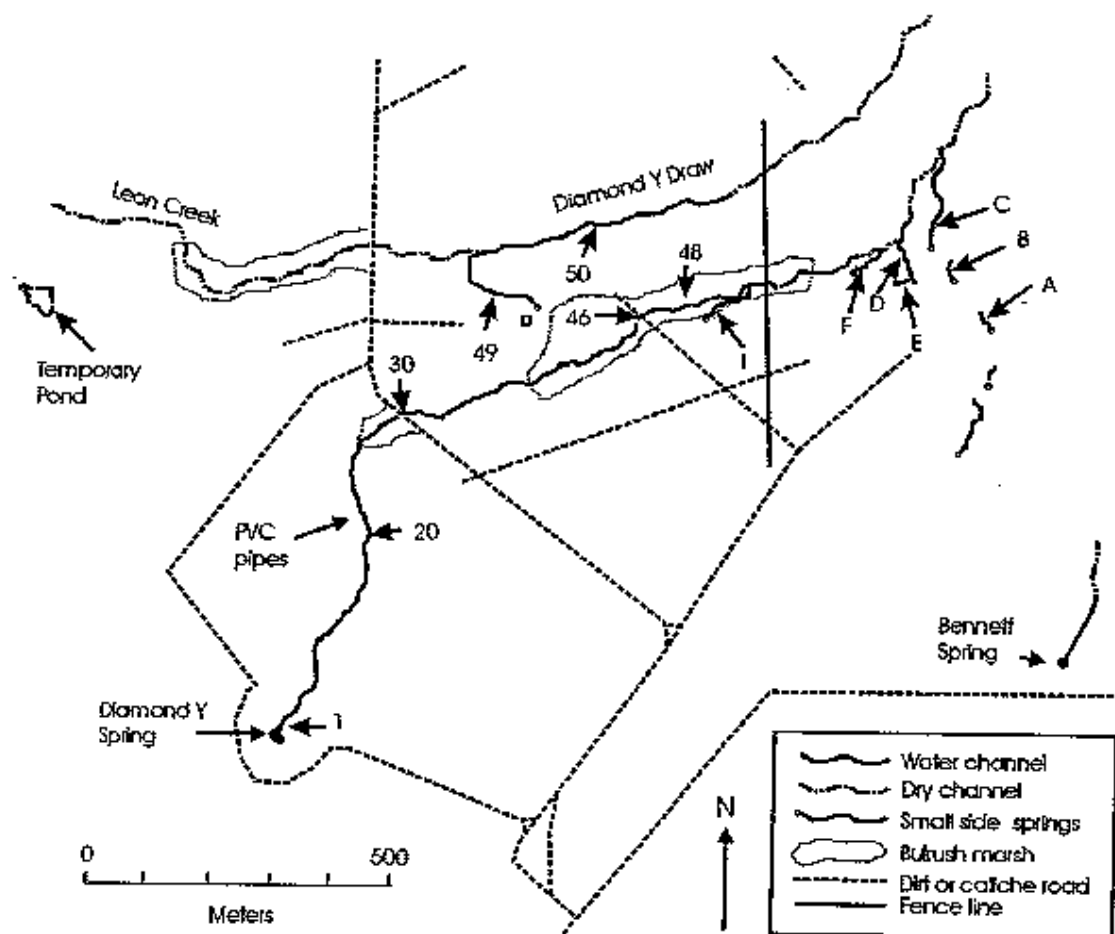 Leon Creek
Diamond Y Draw
C
B
A
50
48
F
D
E
Temporary
Pond
49
46
1
30
PVC
pipes
20
Bennett
Spring
Diamond Y
Spring
1
N
0
500
Meters
Water channel
Dry channel
Small side springs
Bulrush marsh
Dirt or caliche road
Fence line